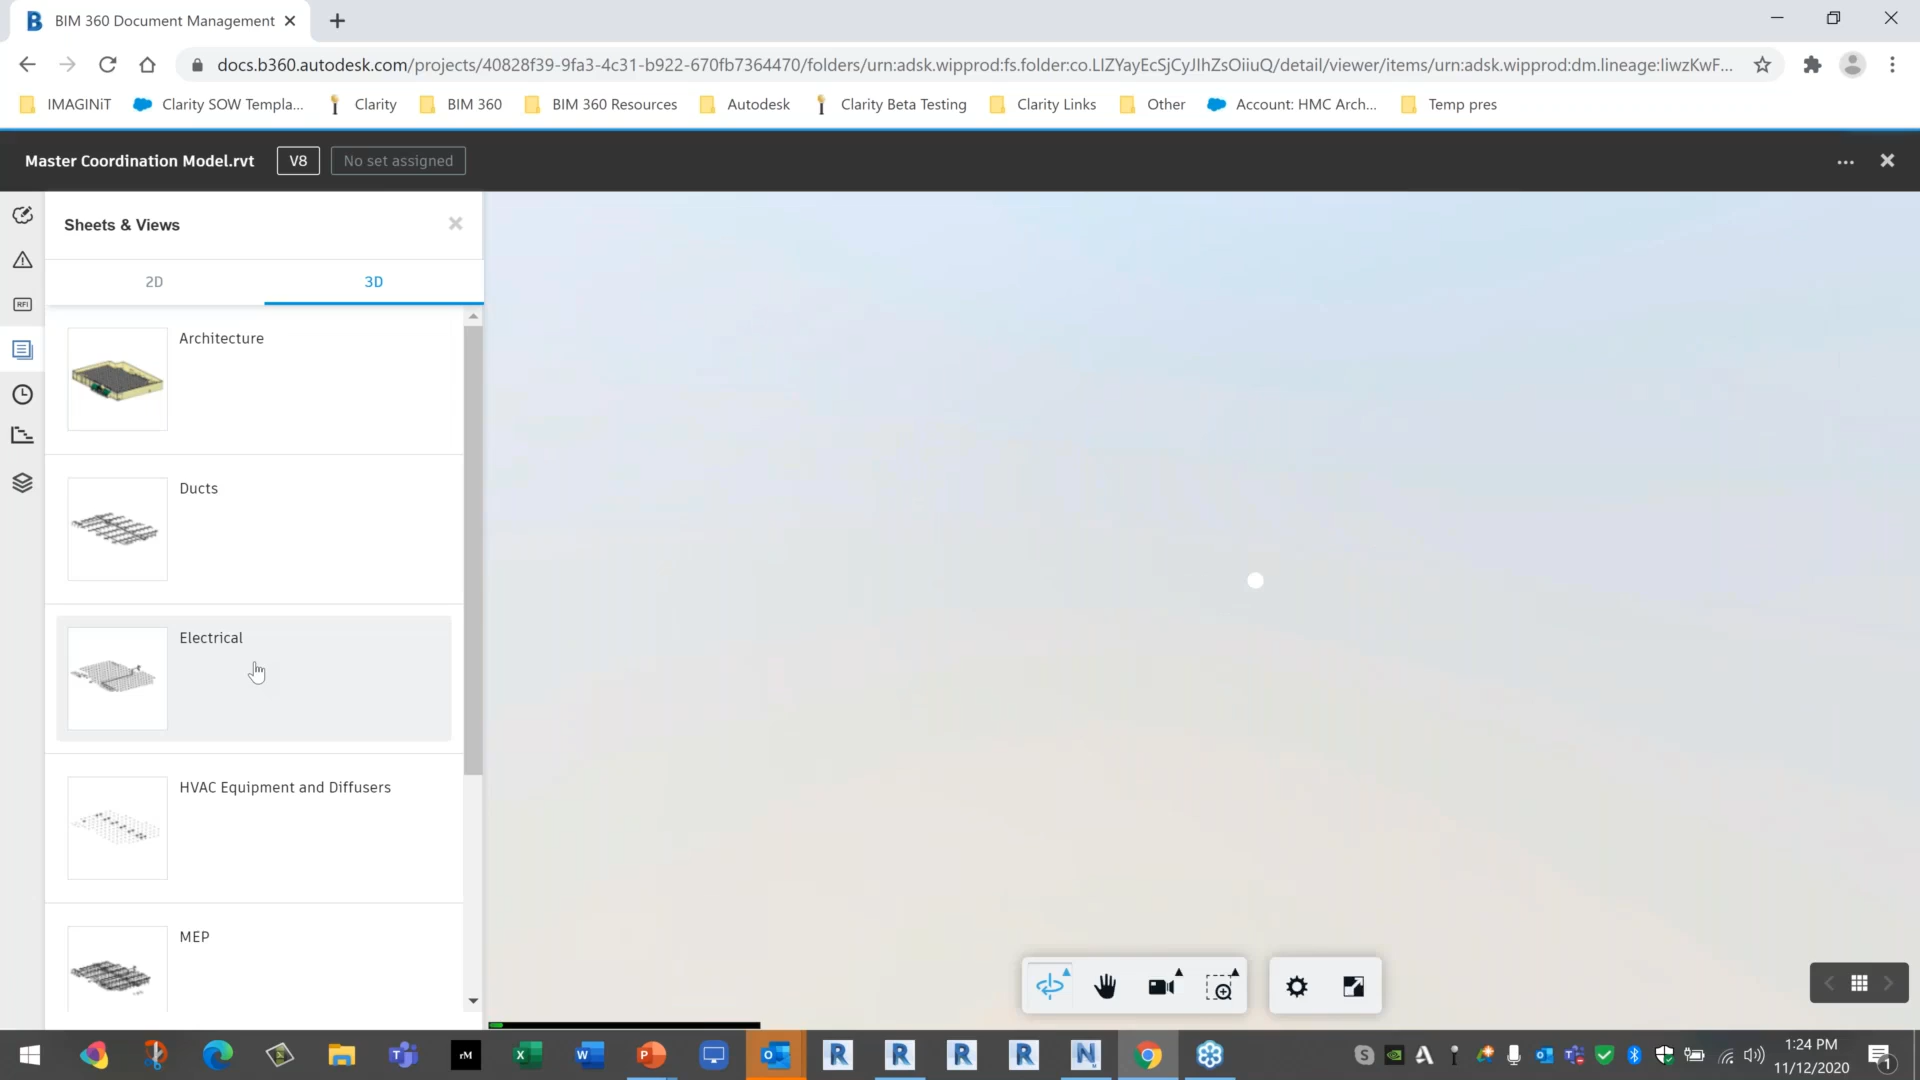 BIM 360 Document Management
docs.b360.autodesk.com/projects/40828f39-9fa3-4c31-b922-670fb7364470/folders/urn:adsk.wipprod:fs.folder:co.LlZYayEcSjCyJIhZsOiiuQ/detail/viewer/items/urn:adsk.wipprod:dm.lineage:liwzKwF...
IMAGINiT Clarity SOW Templa... Clarity BIM 360 BIM 360 Resources Autodesk Clarity Beta Testing Clarity Links Other Account: HMC Arch... Temp pres
Master Coordination Model.rvt V8 No set assigned
Sheets & Views
2D 3D
RFI
Architecture
Ducts
Electrical
HVAC Equipment and Diffusers
MEP
1:24 PM
11/12/2020
1